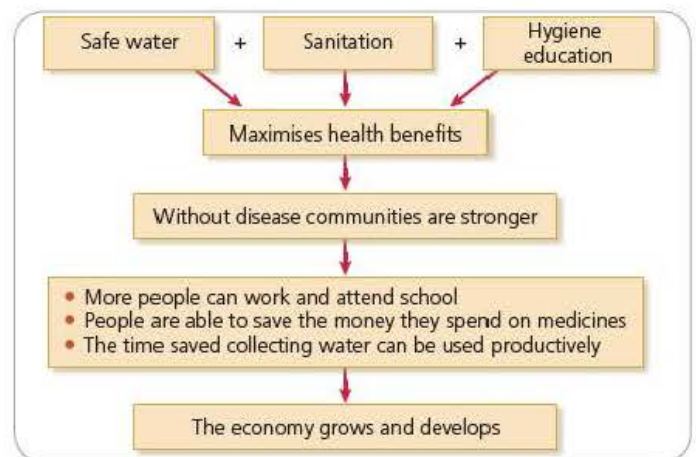 Safe water + Sanitation + Hygiene
education
Maximises health benefits
Without disease communities are stronger
• More people can work and attend school
• People are able to save the money they spend on medicines
• The time saved collecting water can be used productively
The economy grows and develops